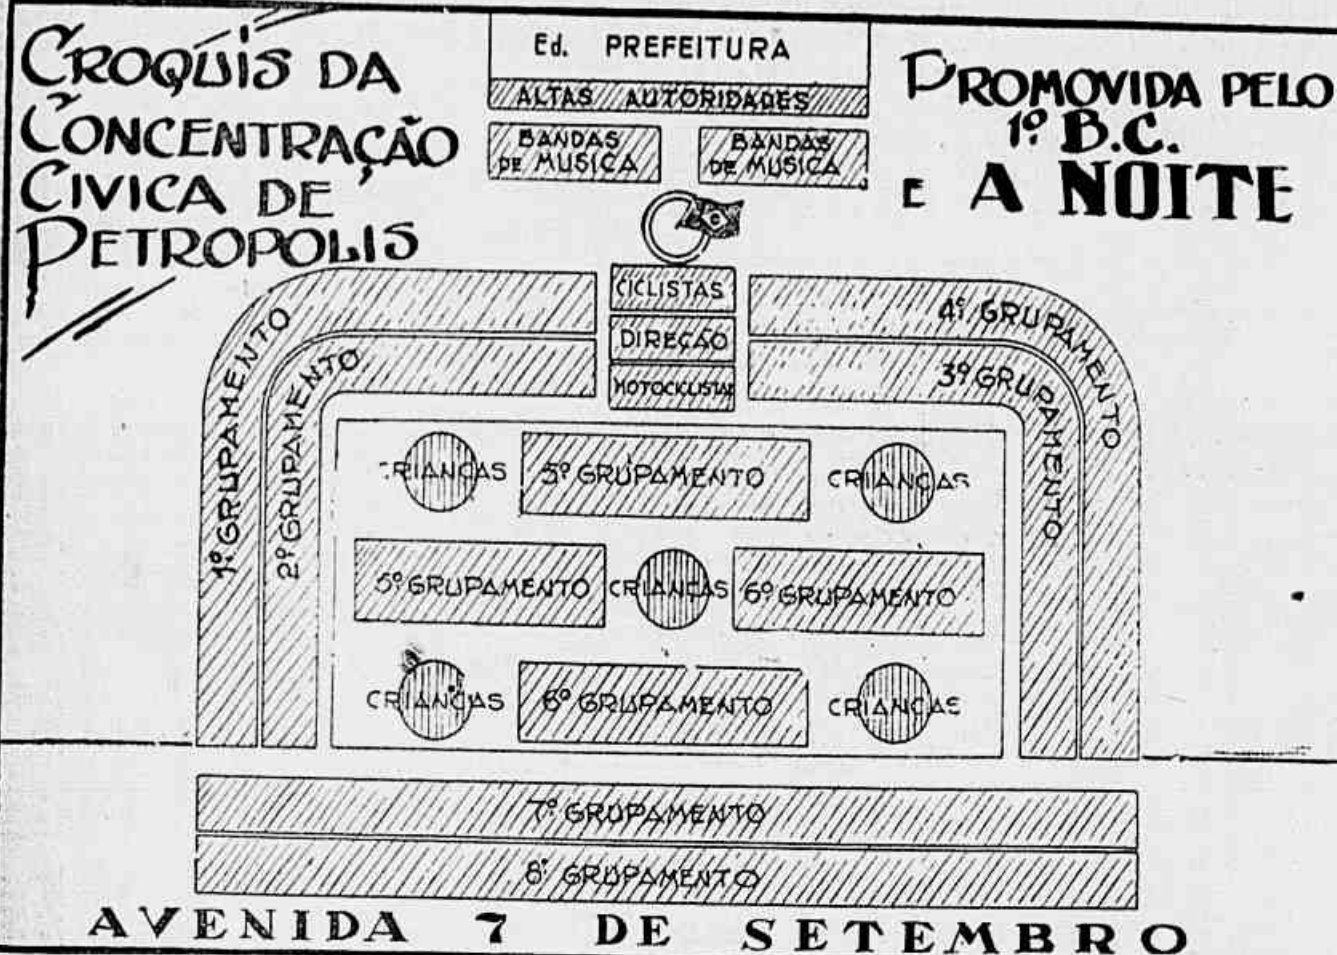 CROQUIS DA
CONCENTRAÇÃO
CIVICA DE
PETROPOLIS
Ed. PREFEITURA
ALTAS AUTORIDADES
BANDAS
DE MUSICA
BANDAS
DE MUSICA
PROMOVIDA PELO
1º B.C.
E A NOITE
CICLISTAS
DIREÇÃO
MOTOCICLISTAS
1º GRUPAMENTO
2º GRUPAMENTO
4º GRUPAMENTO
3º GRUPAMENTO
CRIANÇAS
5º GRUPAMENTO
CRIANÇAS
5º GRUPAMENTO
CRIANÇAS
6º GRUPAMENTO
CRIANÇAS
6º GRUPAMENTO
CRIANÇAS
7º GRUPAMENTO
8º GRUPAMENTO
AVENIDA 7 DE SETEMBRO